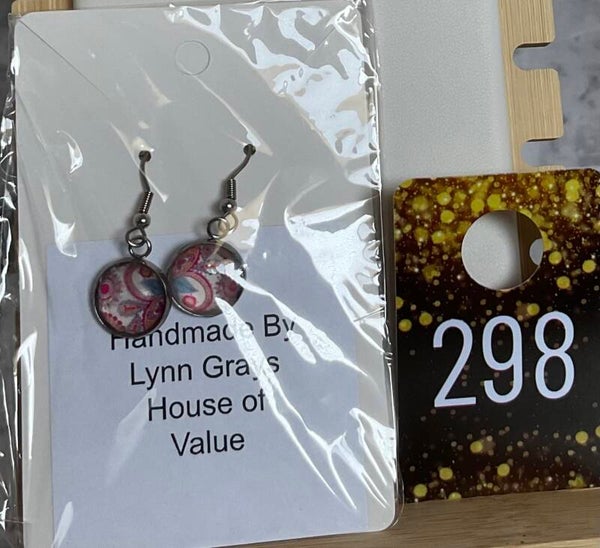 Handmade By
Lynn Grays
House of
Value
298